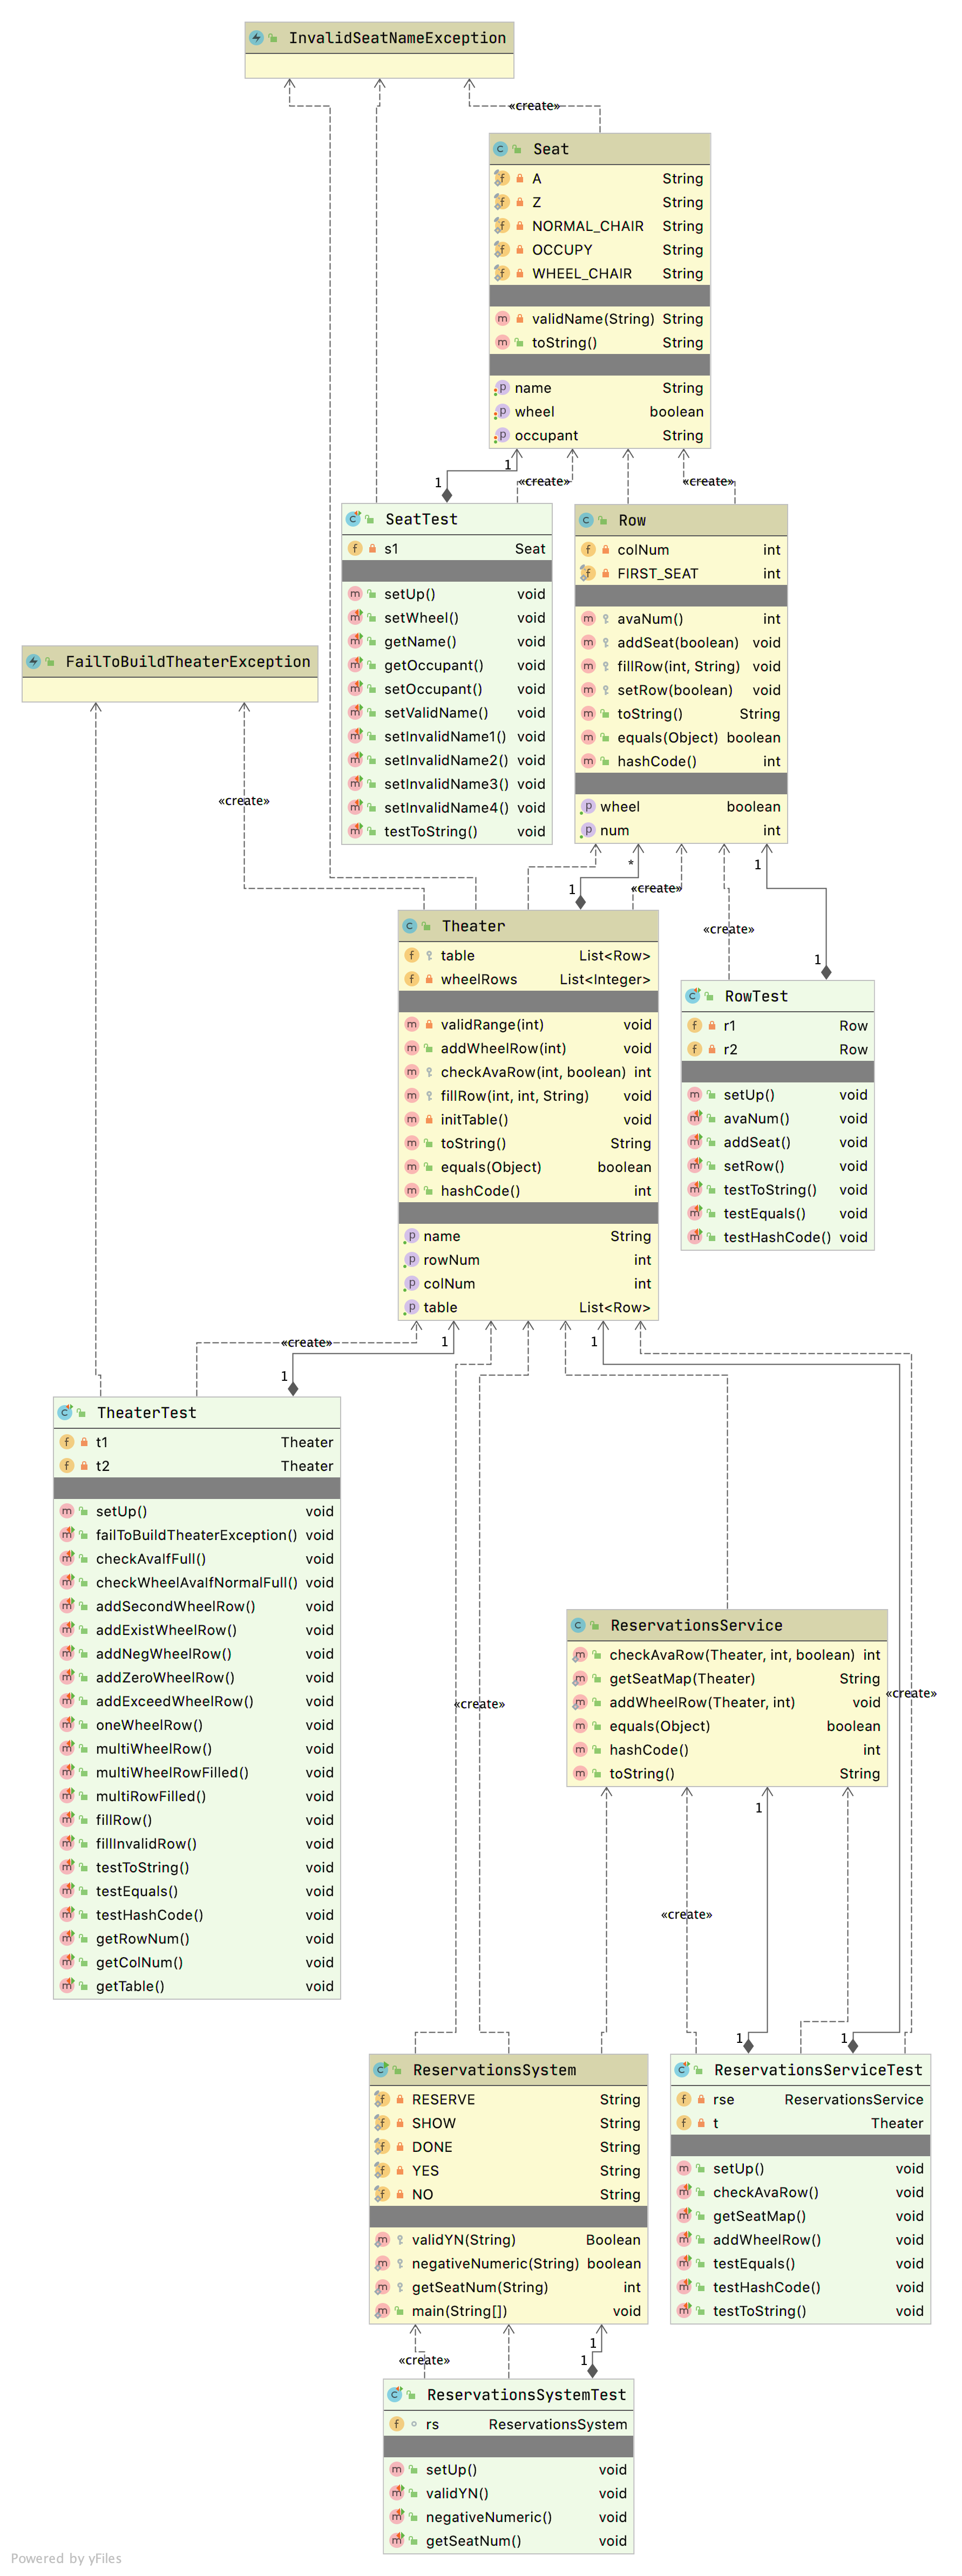 InvalidSeatNameException
«create»
Seat
A String
Z String
NORMAL_CHAIR String
OCCUPY String
WHEEL_CHAIR String
validName(String) String
toString() String
name String
wheel boolean
occupant String
1
1
«create»
«create»
SeatTest
s1 Seat
setUp() void
setWheel() void
getName() void
getOccupant() void
setOccupant() void
setValidName() void
setInvalidName1() void
setInvalidName2() void
setInvalidName3() void
setInvalidName4() void
testToString() void
Row
colNum int
FIRST_SEAT int
avaNum() int
addSeat(boolean) void
fillRow(int, String) void
setRow(boolean) void
toString() String
equals(Object) boolean
hashCode() int
wheel boolean
num int
FailToBuildTheaterException
«create»
*
1
1
«create»
«create»
1
Theater
table List<Row>
wheelRows List<Integer>
validRange(int) void
addWheelRow(int) void
checkAvaRow(int, boolean) int
fillRow(int, int, String) void
initTable() void
toString() String
equals(Object) boolean
hashCode() int
name String
rowNum int
colNum int
table List<Row>
RowTest
r1 Row
r2 Row
setUp() void
avaNum() void
addSeat() void
setRow() void
testToString() void
testEquals() void
testHashCode() void
«create»
1
1
1
TheaterTest
t1 Theater
t2 Theater
setUp() void
failToBuildTheaterException() void
checkAvaIfFull() void
checkWheelAvaIfNormalFull() void
addSecondWheelRow() void
addExistWheelRow() void
addNegWheelRow() void
addZeroWheelRow() void
addExceedWheelRow() void
oneWheelRow() void
multiWheelRow() void
multiWheelRowFilled() void
multiRowFilled() void
fillRow() void
fillInvalidRow() void
testToString() void
testEquals() void
testHashCode() void
getRowNum() void
getColNum() void
getTable() void
ReservationsService
checkAvaRow(Theater, int, boolean) int
getSeatMap(Theater) String
addWheelRow(Theater, int) void
equals(Object) boolean
hashCode() int
toString() String
«create»
«create»
1
«create»
1
1
ReservationsSystem
RESERVE String
SHOW String
DONE String
YES String
NO String
validYN(String) Boolean
negativeNumeric(String) boolean
getSeatNum(String) int
main(String[]) void
ReservationsServiceTest
rse ReservationsService
t Theater
setUp() void
checkAvaRow() void
getSeatMap() void
addWheelRow() void
testEquals() void
testHashCode() void
testToString() void
1
«create»
1
ReservationsSystemTest
rs ReservationsSystem
setUp() void
validYN() void
negativeNumeric() void
getSeatNum() void
Powered by yFiles